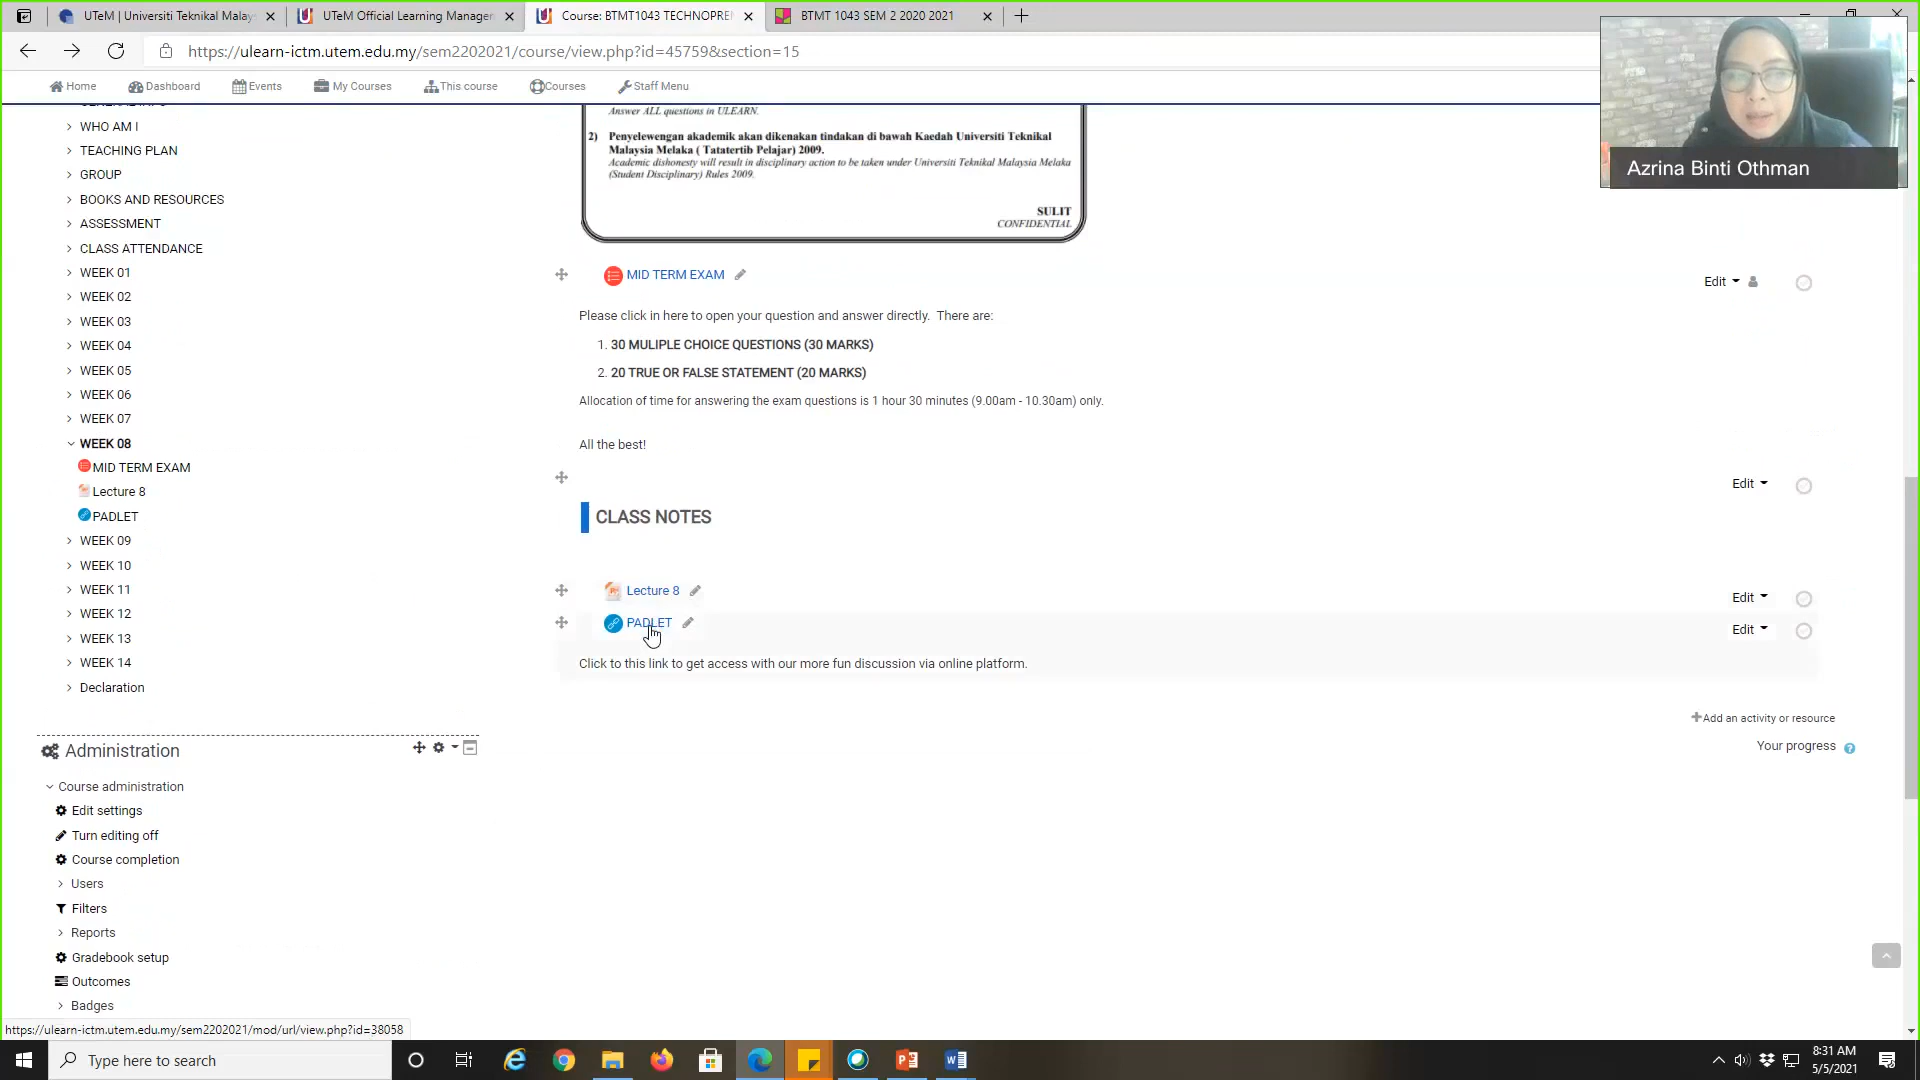 UTeM | Universiti Teknikal Malay
UTeM Official Learning Manager
Course: BTMT1043 TECHNOPRE
BTMT 1043 SEM 2 2020 2021
https://ulearn-ictm.utem.edu.my/sem2202021/course/view.php?id=45759&section=15
Home
Dashboard
Events
My Courses
This course
Courses
Staff Menu
Azrina Binti Othman
WHO AM I
TEACHING PLAN
GROUP
BOOKS AND RESOURCES
ASSESSMENT
CLASS ATTENDANCE
WEEK 01
WEEK 02
WEEK 03
WEEK 04
WEEK 05
WEEK 06
WEEK 07
WEEK 08
MID TERM EXAM
Lecture 8
PADLET
WEEK 09
WEEK 10
WEEK 11
WEEK 12
WEEK 13
WEEK 14
Declaration
Administration
Course administration
Edit settings
Turn editing off
Course completion
Users
Filters
Reports
Gradebook setup
Outcomes
Badges
Answer ALL questions in ULEARN.
2) Penyelewengan akademik akan dikenakan tindakan di bawah Kaedah Universiti Teknikal
Malaysia Melaka ( Tatatertib Pelajar) 2009.
Academic dishonesty will result in disciplinary action to be taken under Universiti Teknikal Malaysia Melaka
(Student Disciplinary) Rules 2009.
SULIT
CONFIDENTIAL
MID TERM EXAM
Edit
Please click in here to open your question and answer directly. There are:
1. 30 MULIPLE CHOICE QUESTIONS (30 MARKS)
2. 20 TRUE OR FALSE STATEMENT (20 MARKS)
Allocation of time for answering the exam questions is 1 hour 30 minutes (9.00am - 10.30am) only.
All the best!
Edit
CLASS NOTES
Lecture 8
Edit
PADLET
Edit
Click to this link to get access with our more fun discussion via online platform.
Add an activity or resource
Your progress
https://ulearn-ictm.utem.edu.my/sem2202021/mod/url/view.php?id=38058
Type here to search
8:31 AM
5/5/2021